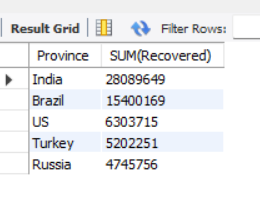 Result Grid Filter Rows:
Province SUM(Recovered)
India 28089649
Brazil 15400169
US 6303715
Turkey 5202251
Russia 4745756